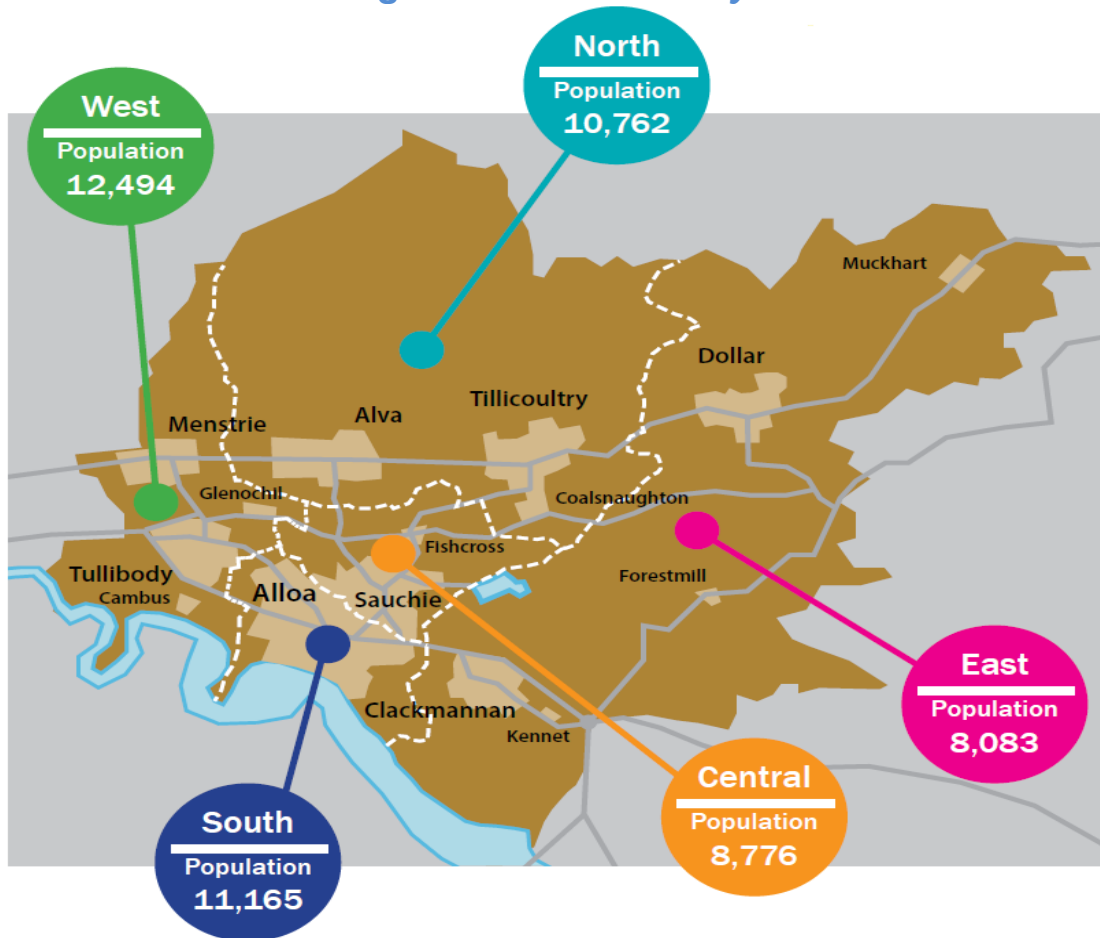 North
Population
10,762
West
Population
12,494
Muckhart
Dollar
Tillicoultry
Alva
Menstrie
Glenochil
Coalsnaughton
Fishcross
Tullibody
Cambus
Alloa
Sauchie
Forestmill
Clackmannan
Kennet
East
Population
8,083
Central
Population
8,776
South
Population
11,165